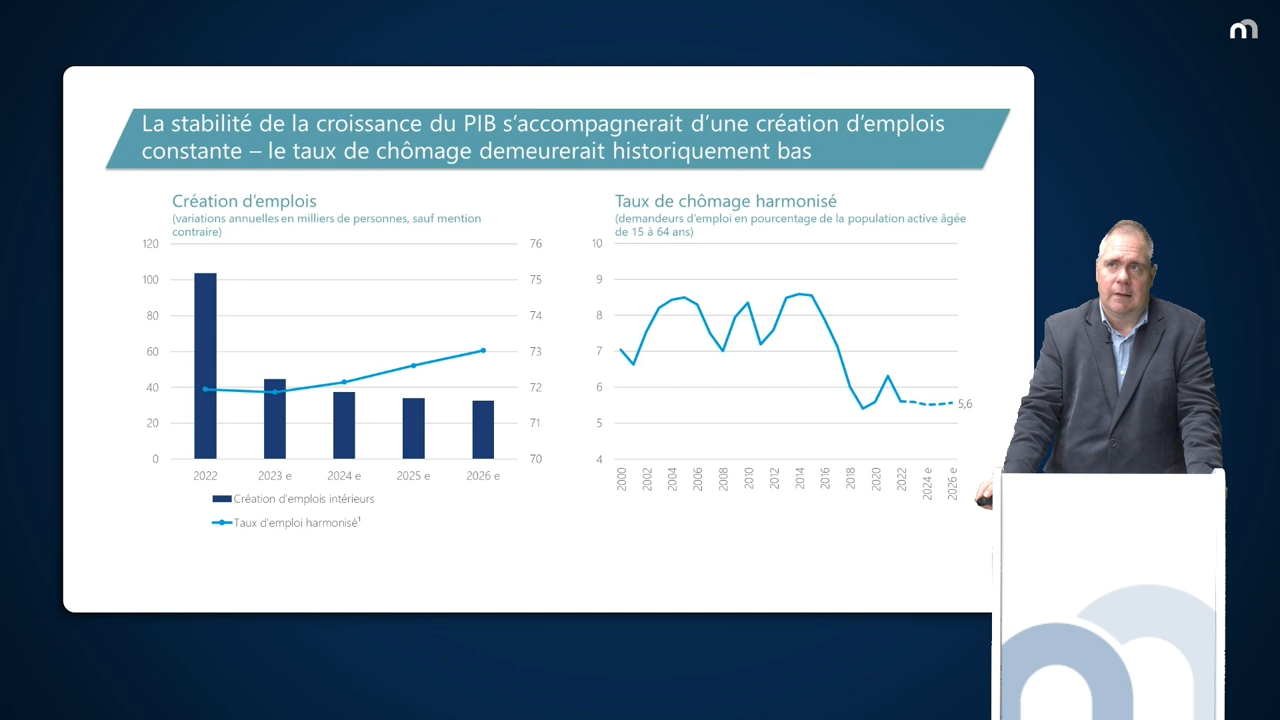 La stabilité de la croissance du PIB s’accompagnerait d’une création d’emplois
constante – le taux de chômage demeurerait historiquement bas
Création d’emplois
(variations annuelles en milliers de personnes, sauf mention
contraire)
120
100
80
60
40
20
0
76
75
74
73
72
71
70
2022
2023 e
2024 e
2025 e
2026 e
Création d’emplois intérieurs
Taux d’emploi harmonisé¹
Taux de chômage harmonisé
(demandeurs d’emploi en pourcentage de la population active âgée
de 15 à 64 ans)
10
9
8
7
6
5
4
5,6
2000
2002
2004
2006
2008
2010
2012
2014
2016
2018
2020
2022
2024 e
2026 e